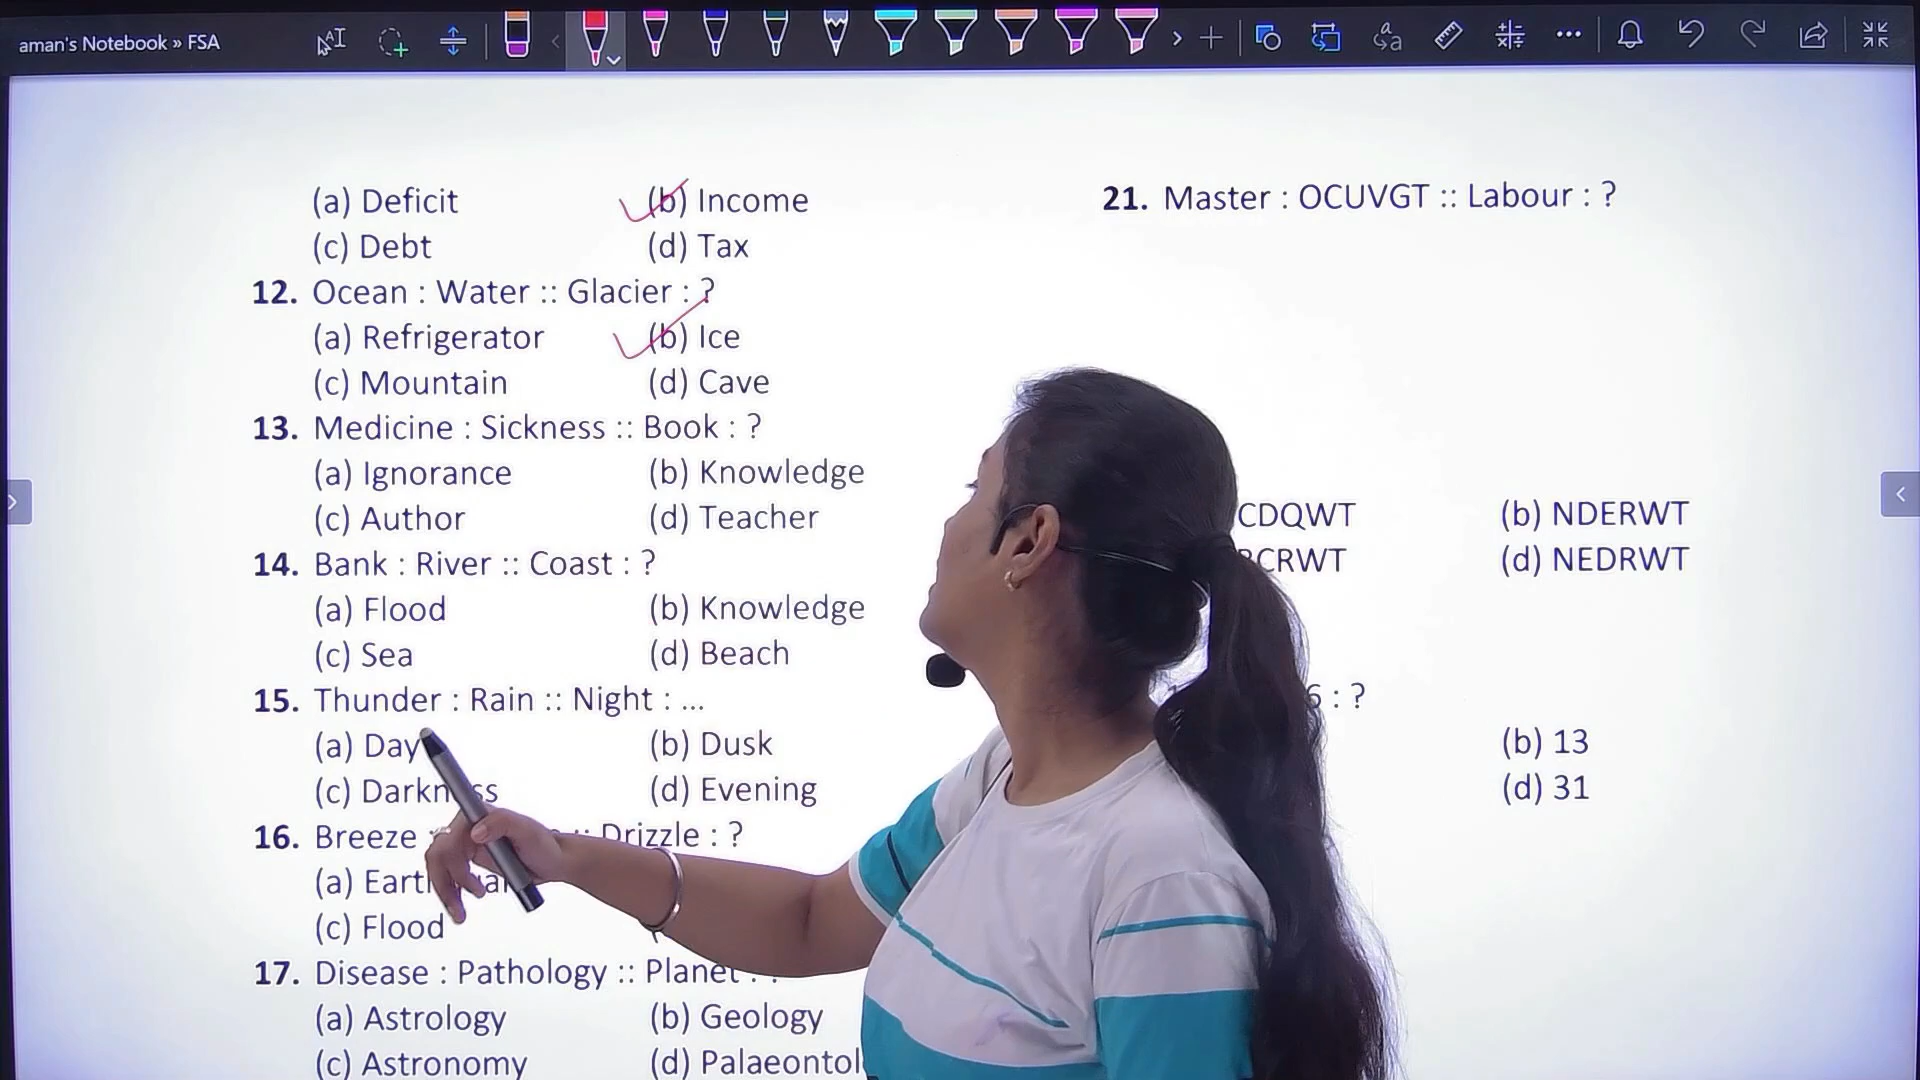 aman's Notebook » FSA
(a) Deficit (b) Income
(c) Debt (d) Tax
12. Ocean : Water :: Glacier : ?
(a) Refrigerator (b) Ice
(c) Mountain (d) Cave
13. Medicine : Sickness :: Book : ?
(a) Ignorance (b) Knowledge
(c) Author (d) Teacher
14. Bank : River :: Coast : ?
(a) Flood (b) Knowledge
(c) Sea (d) Beach
15. Thunder : Rain :: Night : ...
(a) Day (b) Dusk
(c) Darkness (d) Evening
16. Breeze : :: Drizzle : ?
(a)
(c) Flood
17. Disease : Pathology :: Planet : ?
(a) Astrology (b) Geology
(c) Astronomy (d)
21. Master : OCUVGT :: Labour : ?
CDQWT (b) NDERWT
CRWT (d) NEDRWT
6 : ?
(b) 13
(d) 31